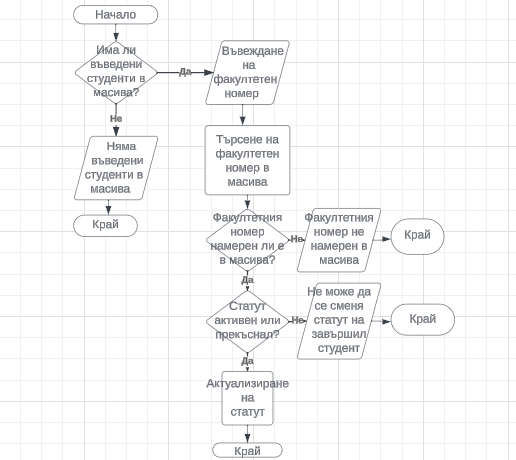 Начало
Има ли
въведени
студенти в
масива?
Да
Въвеждане
на
факултетен
номер
Не
Няма
въведени
студенти в
масива
Край
Търсене на
факултетен
номер в
масива
Факултетния
номер
намерен ли е
в масива?
Не
Факултетния
номер не
намерен в
масива
Край
Да
Статут
активен или
прекъснал?
Не
Не може да
се сменя
статут на
завършил
студент
Край
Да
Актуализиране
на
статут
Край